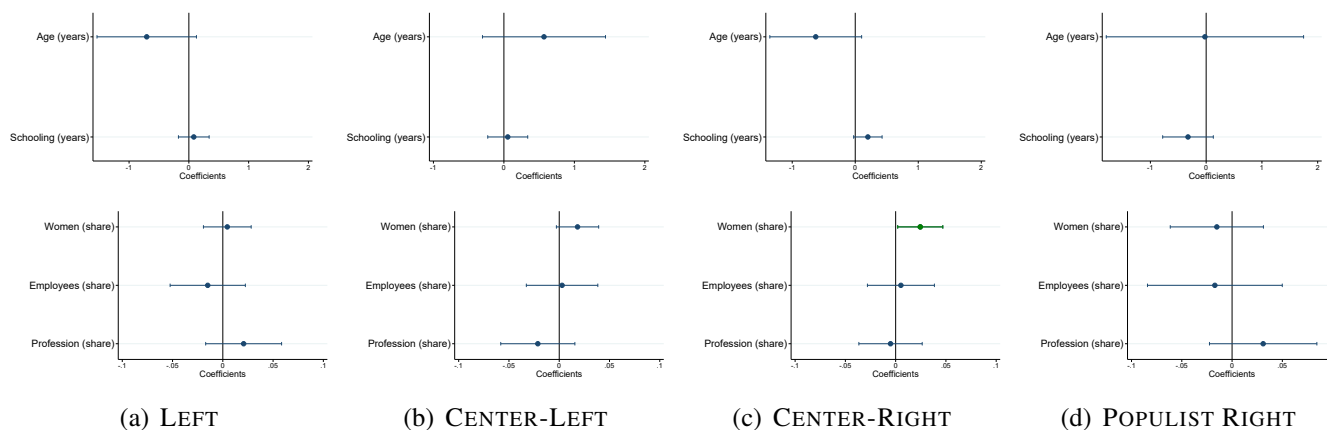 Age (years)
Schooling (years)
-1 0 1 2
Coefficients
Age (years)
Schooling (years)
-1 0 1 2
Coefficients
Age (years)
Schooling (years)
-1 0 1 2
Coefficients
Age (years)
Schooling (years)
-1 0 1 2
Coefficients
Women (share)
Employees (share)
Profession (share)
-.1 -.05 0 .05 .1
Coefficients
Women (share)
Employees (share)
Profession (share)
-.1 -.05 0 .05 .1
Coefficients
Women (share)
Employees (share)
Profession (share)
-.1 -.05 0 .05 .1
Coefficients
Women (share)
Employees (share)
Profession (share)
-.1 -.05 0 .05
Coefficients
(a) LEFT
(b) CENTER-LEFT
(c) CENTER-RIGHT
(d) POPULIST RIGHT